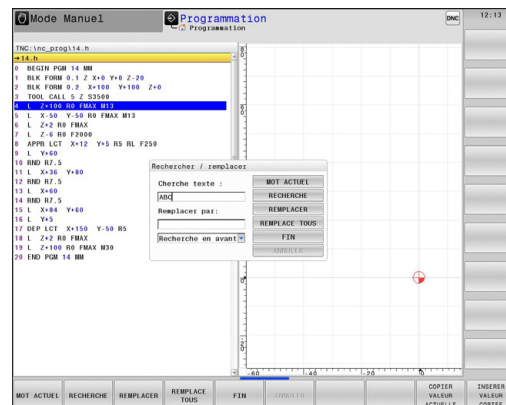 Mode Manuel
Programmation
Programmation
DNC
12:13
TNC:\nc_prog\14.h
→14.h
0 BEGIN PGM 14 MM
1 BLK FORM 0.1 Z X+0 Y+0 Z-20
2 BLK FORM 0.2 X+100 Y+100 Z+0
3 TOOL CALL 5 Z S3500
4 L Z+100 R0 FMAX M13
5 L X-50 Y-50 R0 FMAX M13
6 L Z+2 R0 FMAX
7 L Z-6 R0 F2000
8 APPR LCT X+12 Y+5 R5 RL F250
9 L Y+60
10 RND R7.5
11 L X+36 Y+80
12 RND R7.5
13 L X+60
14 RND R7.5
15 L X+84 Y+60
16 L Y+5
17 DEP LCT X+150 Y-50 R5
18 L Z+2 R0 FMAX
19 L Z+100 R0 FMAX M30
20 END PGM 14 MM
Rechercher / remplacer
Cherche texte :
ABC
Remplacer par:
Recherche en avant
MOT ACTUEL
RECHERCHE
REMPLACER
REMPLACE TOUS
FIN
ANNULER
-60
-40
-20
0
MOT ACTUEL
RECHERCHE
REMPLACER
REMPLACE
TOUS
FIN
ANNULER
COPIER
VALEUR
ACTUELLE
INSERER
VALEUR
COPIEE